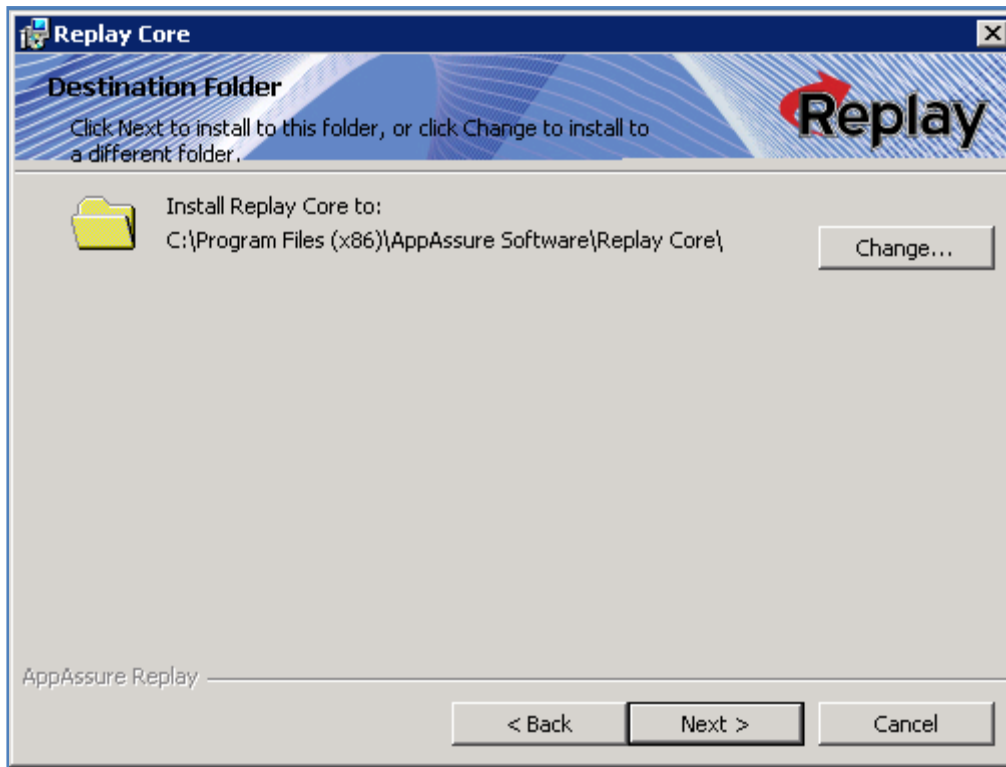 Replay Core
Destination Folder
Click Next to install to this folder, or click Change to install to
a different folder.
Replay
Install Replay Core to:
C:\Program Files (x86)\AppAssure Software\Replay Core\
Change...
AppAssure Replay
< Back
Next >
Cancel